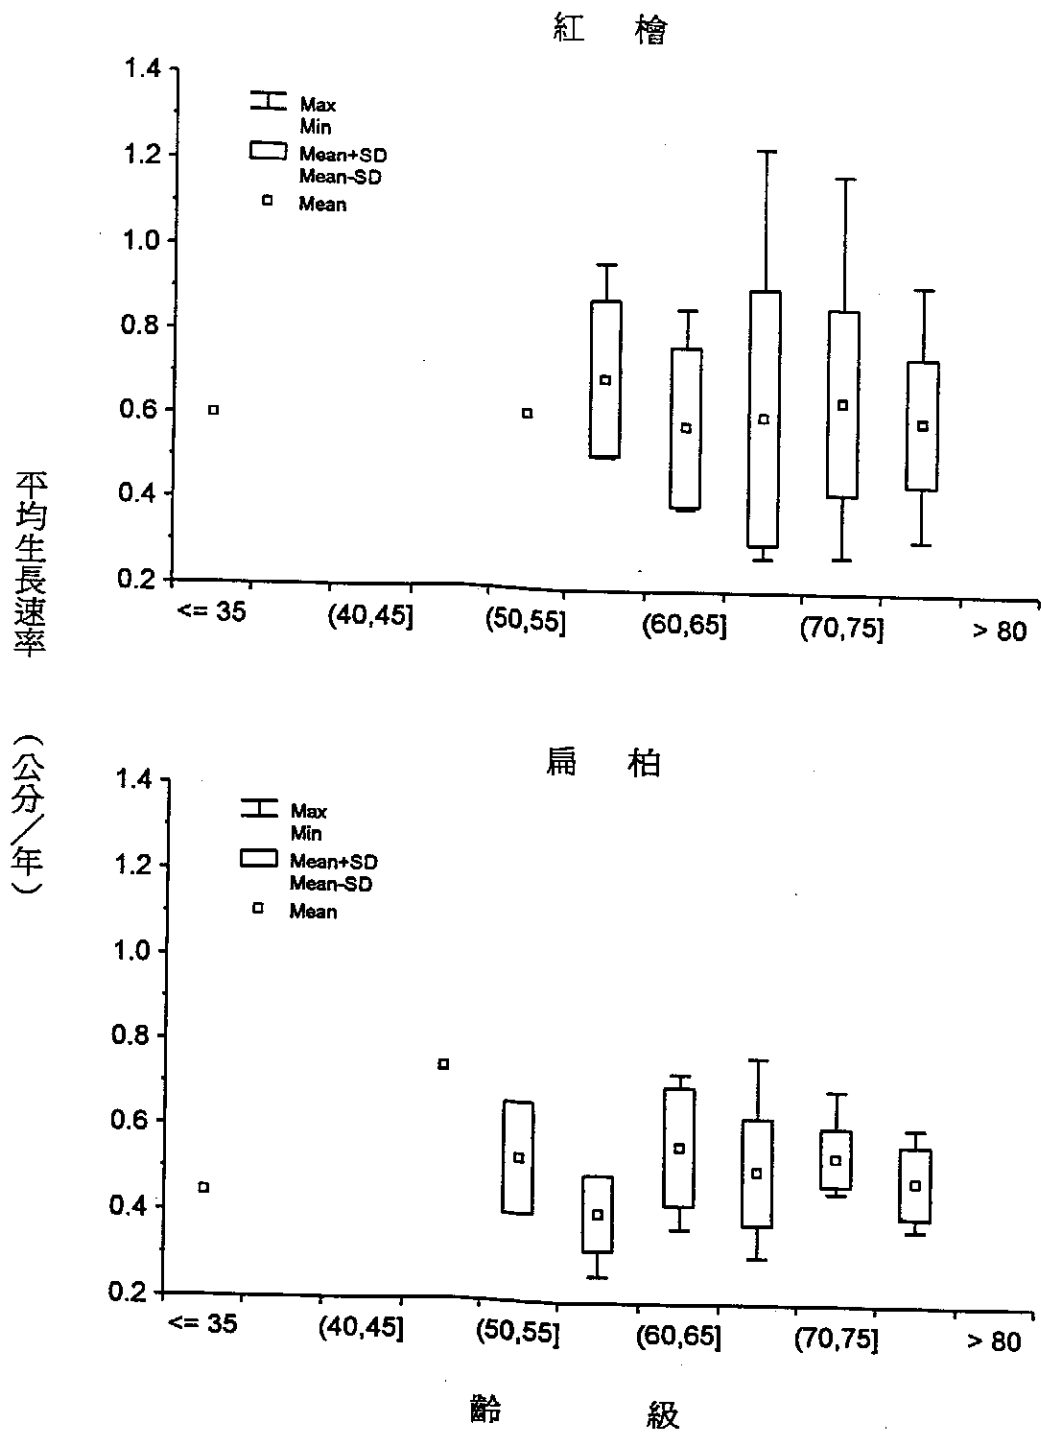 紅 檜
1.4
1.2
1.0
0.8
0.6
0.4
0.2
Max
Min
Mean+SD
Mean-SD
Mean
<= 35
(40,45]
(50,55]
(60,65]
(70,75]
> 80
平均生長速率 (公分/年)
扁 柏
1.4
1.2
1.0
0.8
0.6
0.4
0.2
Max
Min
Mean+SD
Mean-SD
Mean
<= 35
(40,45]
(50,55]
(60,65]
(70,75]
> 80
齡 級